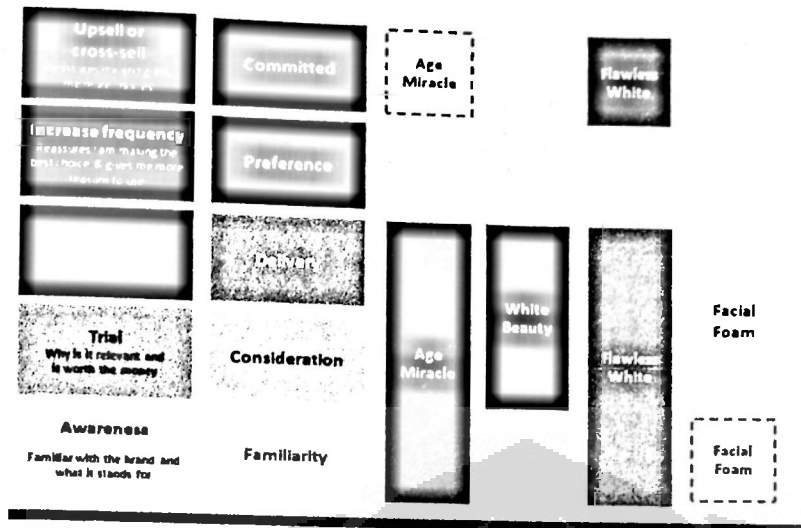 Upsell or
cross-sell
Committed
Age
Miracle
Flawless
White
Increase frequency
Reassures I am making the
best choice & gives me more
reasons to use
Preference
Delivers
White
Beauty
Trial
Why is it relevant and
is worth the money
Consideration
Age
Miracle
Flawless
White
Facial
Foam
Awareness
Familiar with the brand and
what it stands for
Familiarity
Facial
Foam